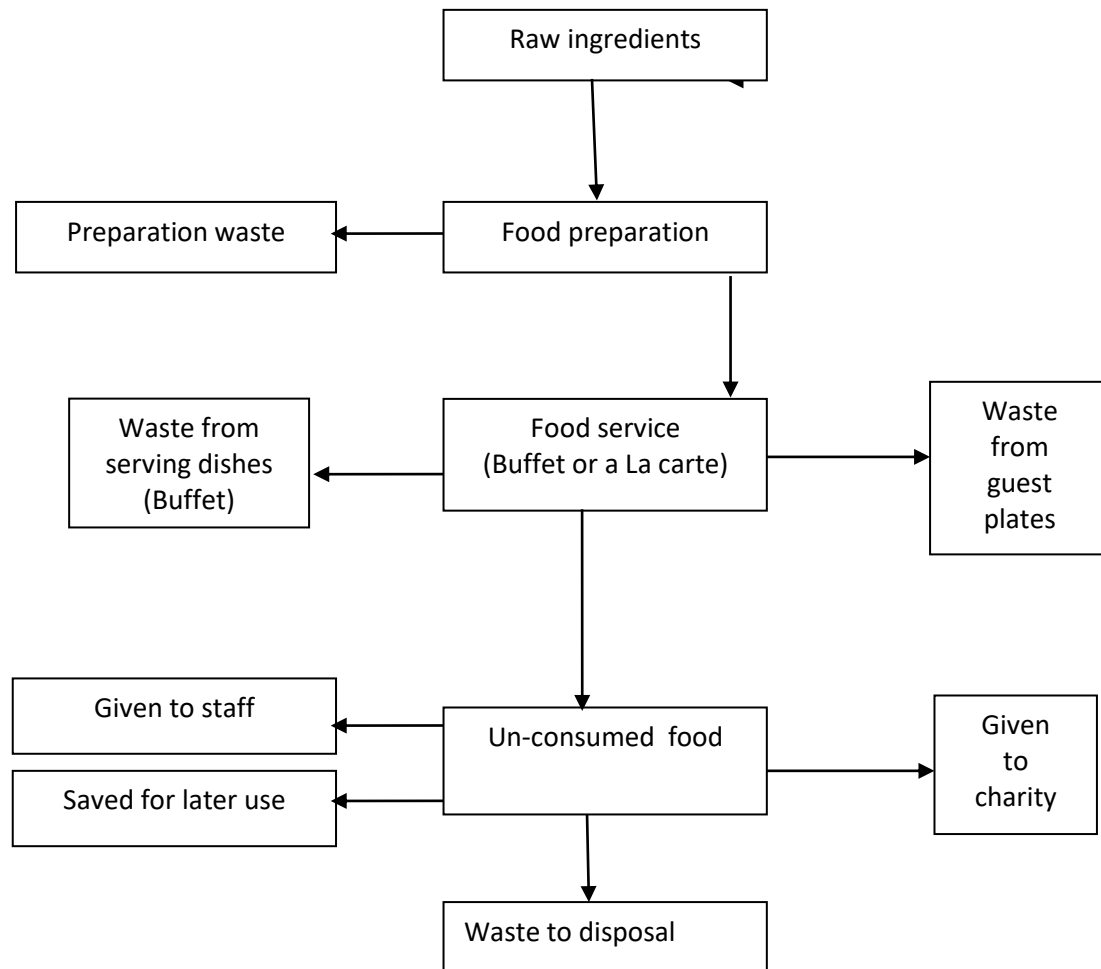 Raw ingredients
Preparation waste
Food preparation
Waste from
serving dishes
(Buffet)
Food service
(Buffet or a La carte)
Waste
from
guest
plates
Given to staff
Saved for later use
Un-consumed  food
Given
to
charity
Waste to disposal